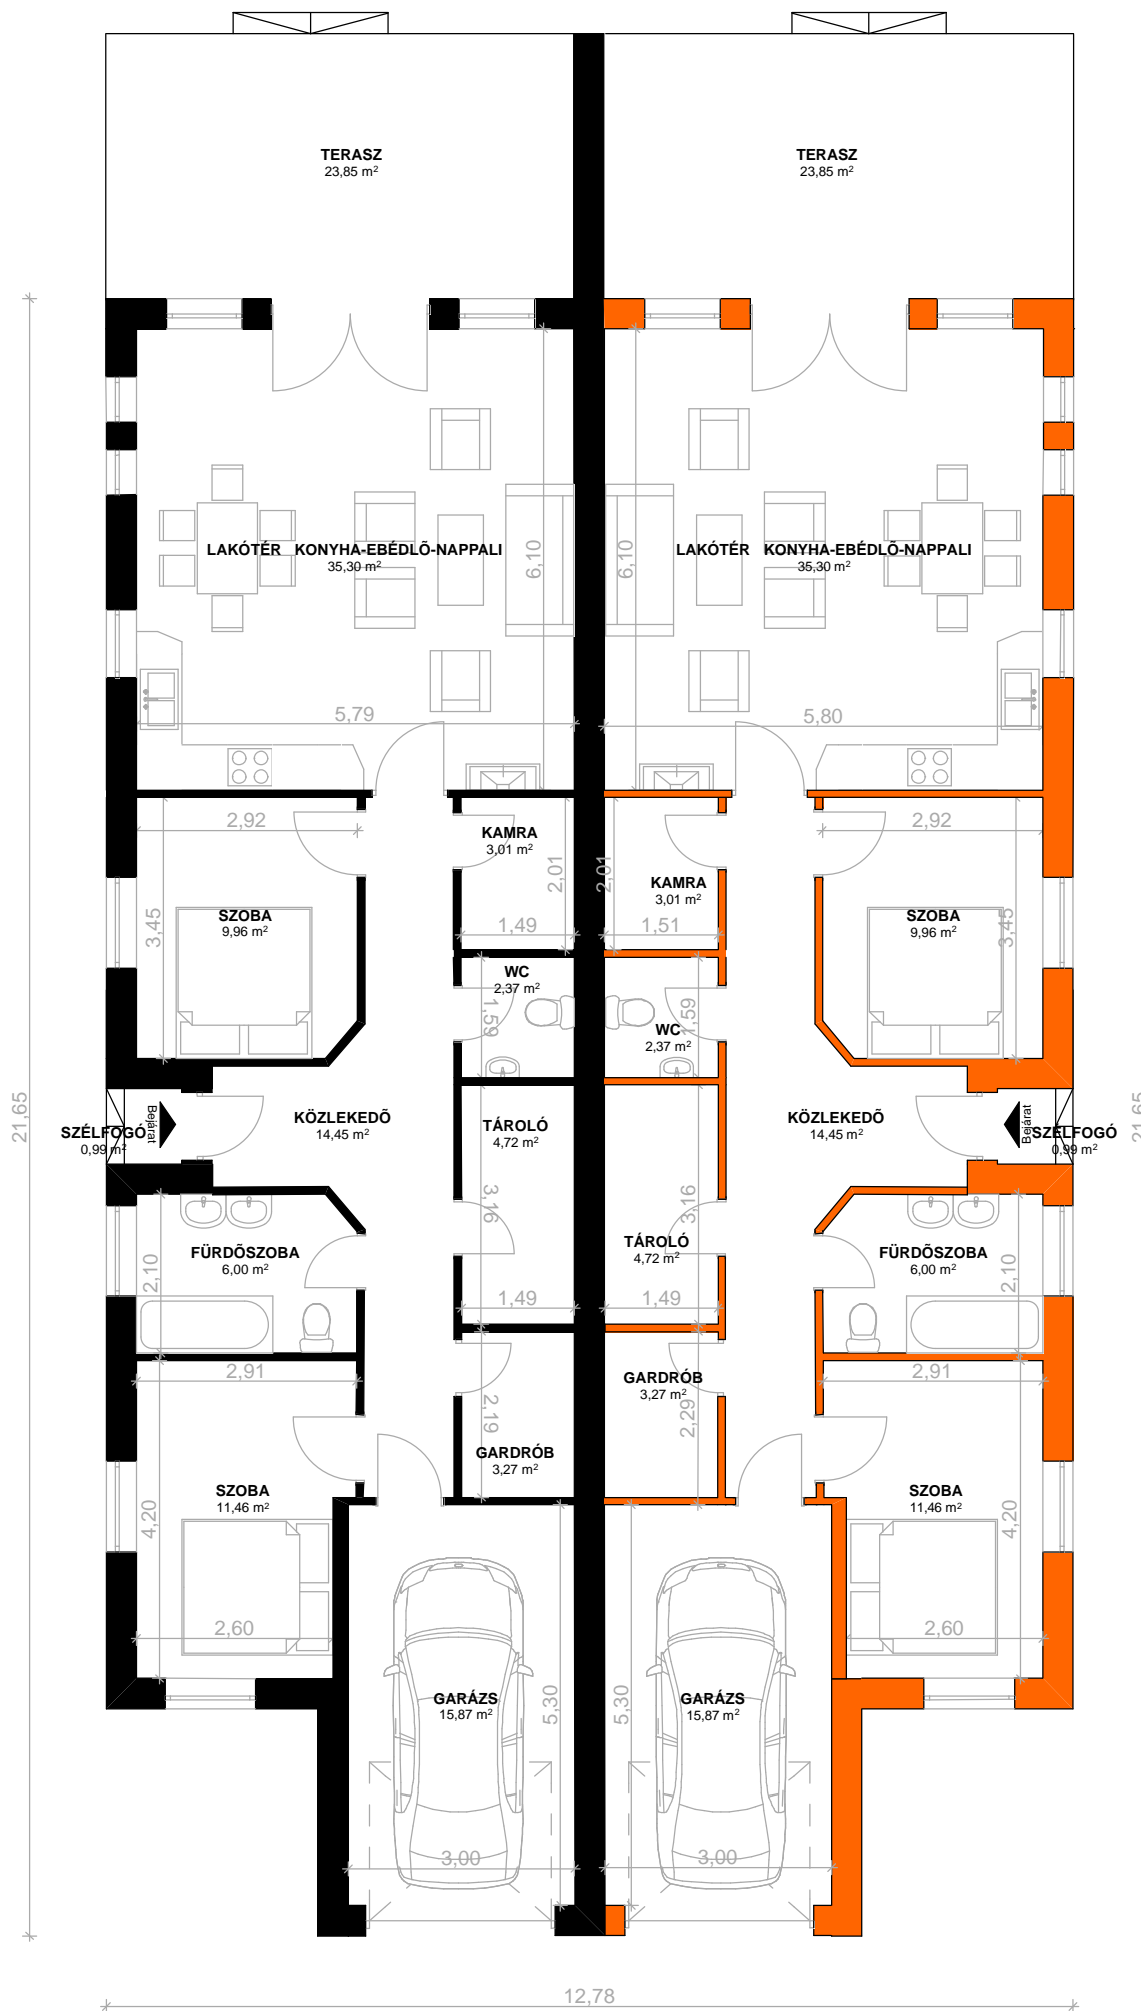 TERASZ
23,85 m²
TERASZ
23,85 m²
LAKÓTÉR KONYHA-EBÉDLÕ-NAPPALI
35,30 m²
6,10
6,10
LAKÓTÉR KONYHA-EBÉDLÕ-NAPPALI
35,30 m²
5,79
5,80
2,92
KAMRA
3,01 m²
2,01
2,01
KAMRA
3,01 m²
2,92
3,45
SZOBA
9,96 m²
1,49
1,51
SZOBA
9,96 m²
3,45
WC
2,37 m²
1,59
WC
2,37 m²
1,59
21,65
SZÉLFOGÓ
0,99 m²
Bejárat
KÖZLEKEDÕ
14,45 m²
TÁROLÓ
4,72 m²
KÖZLEKEDÕ
14,45 m²
Bejárat
SZÉLFOGÓ
0,99 m²
21,65
3,16
3,16
TÁROLÓ
4,72 m²
2,10
FÜRDÕSZOBA
6,00 m²
FÜRDÕSZOBA
6,00 m²
2,10
1,49
1,49
2,91
2,19
GARDRÓB
3,27 m²
GARDRÓB
3,27 m²
2,29
2,91
4,20
SZOBA
11,46 m²
SZOBA
11,46 m²
4,20
2,60
2,60
GARÁZS
15,87 m²
5,30
5,30
GARÁZS
15,87 m²
3,00
3,00
12,78